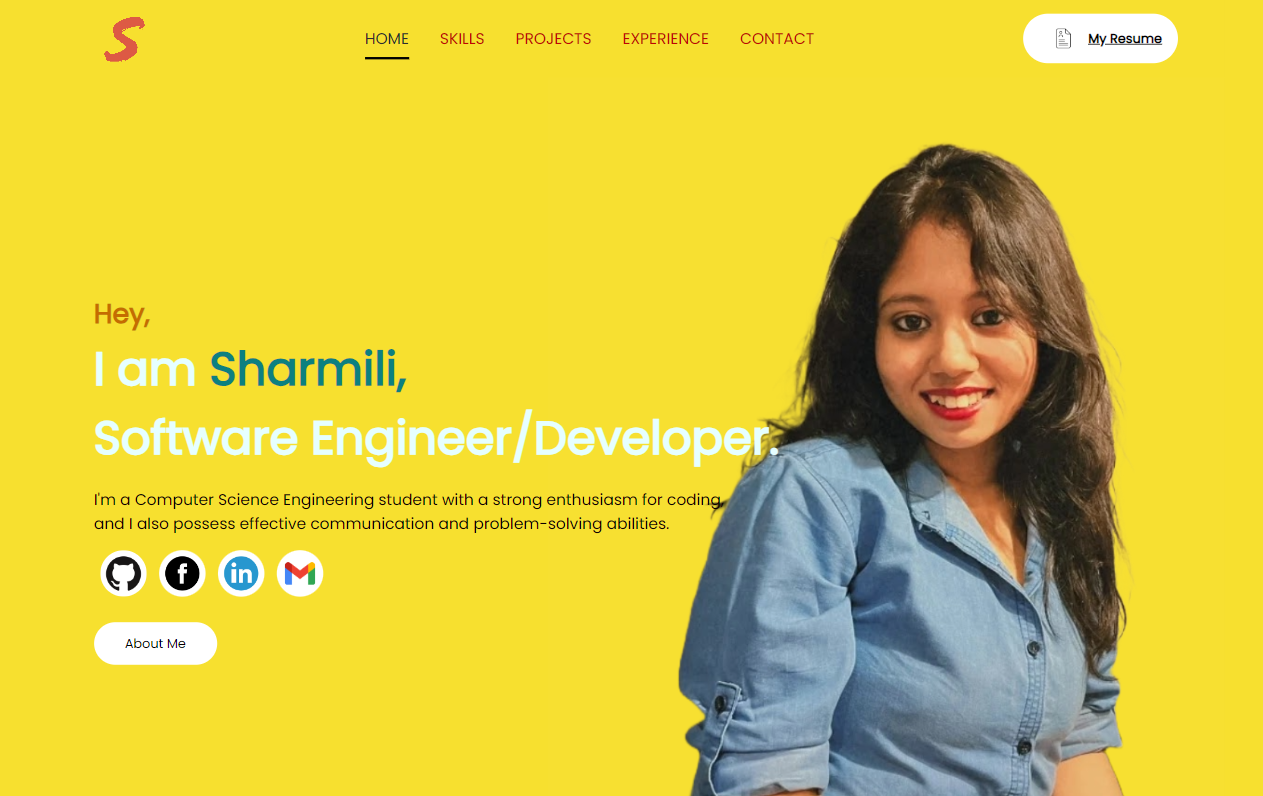 S
HOME SKILLS PROJECTS EXPERIENCE CONTACT
My Resume
Hey,
I am Sharmili,
Software Engineer/Developer.
I'm a Computer Science Engineering student with a strong enthusiasm for coding
and I also possess effective communication and problem-solving abilities.
f
in
About Me